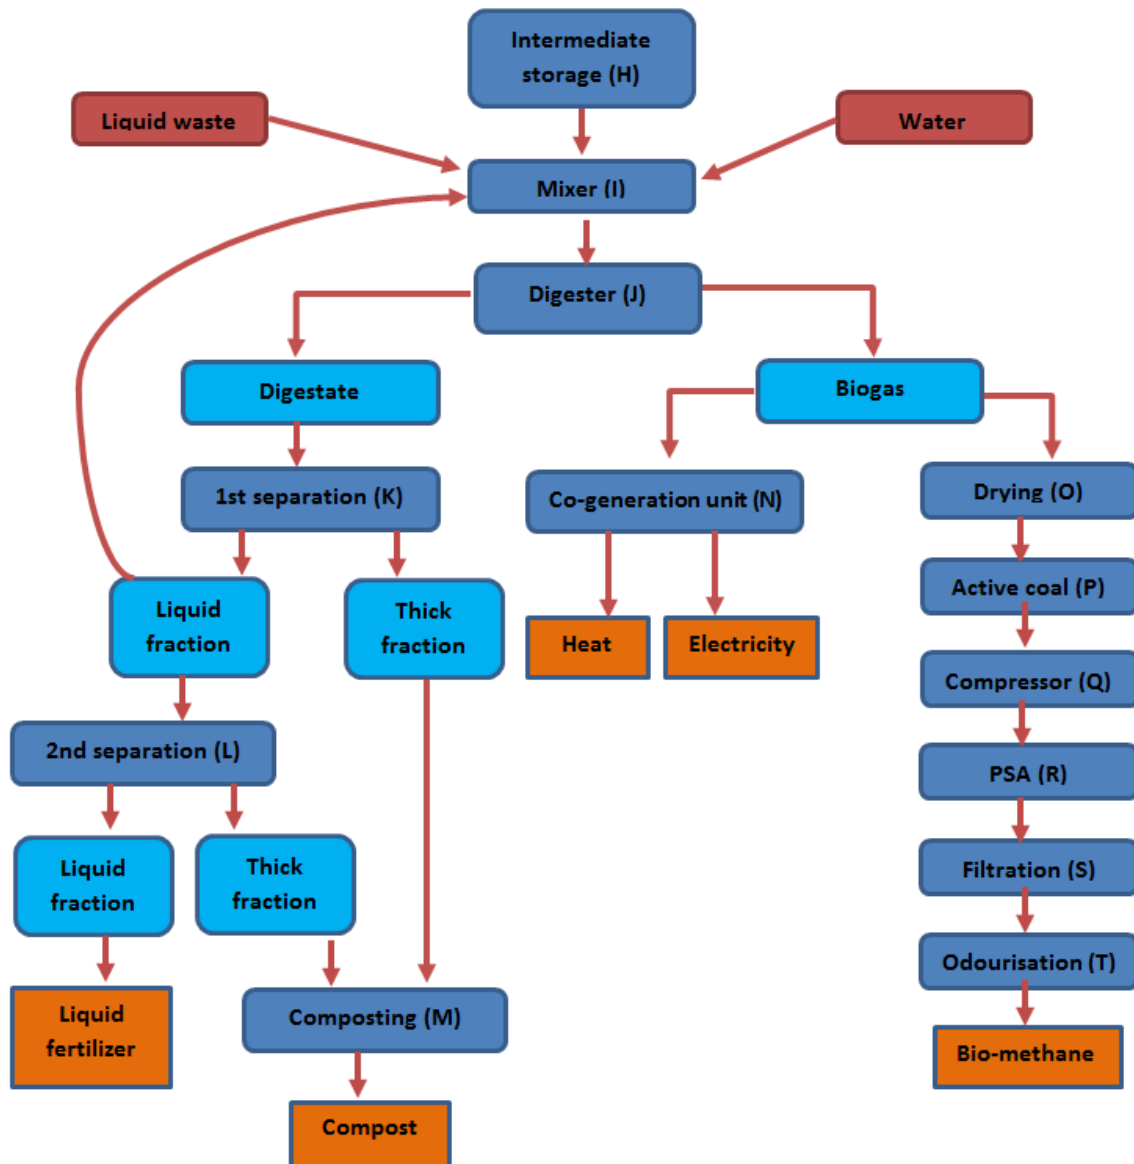 Intermediate
storage (H)
Liquid waste
Water
Mixer (I)
Digester (J)
Digestate
Biogas
1st separation (K)
Co-generation unit (N)
Drying (O)
Active coal (P)
Liquid
fraction
Thick
fraction
Heat
Electricity
Compressor (Q)
2nd separation (L)
PSA (R)
Liquid
fraction
Thick
fraction
Filtration (S)
Odourisation (T)
Liquid
fertilizer
Composting (M)
Bio-methane
Compost